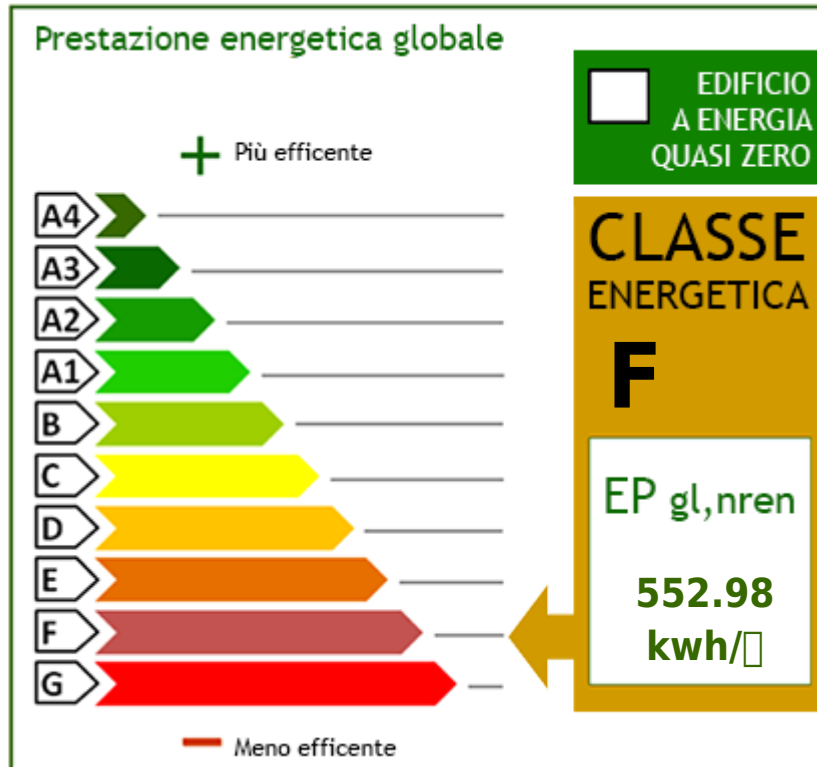 Prestazione energetica globale
EDIFICIO
A ENERGIA
QUASI ZERO
Più efficente
A4
A3
A2
A1
B
C
D
E
F
G
Meno efficente
CLASSE
ENERGETICA
F
EP gl,nren
552.98
kwh/▯